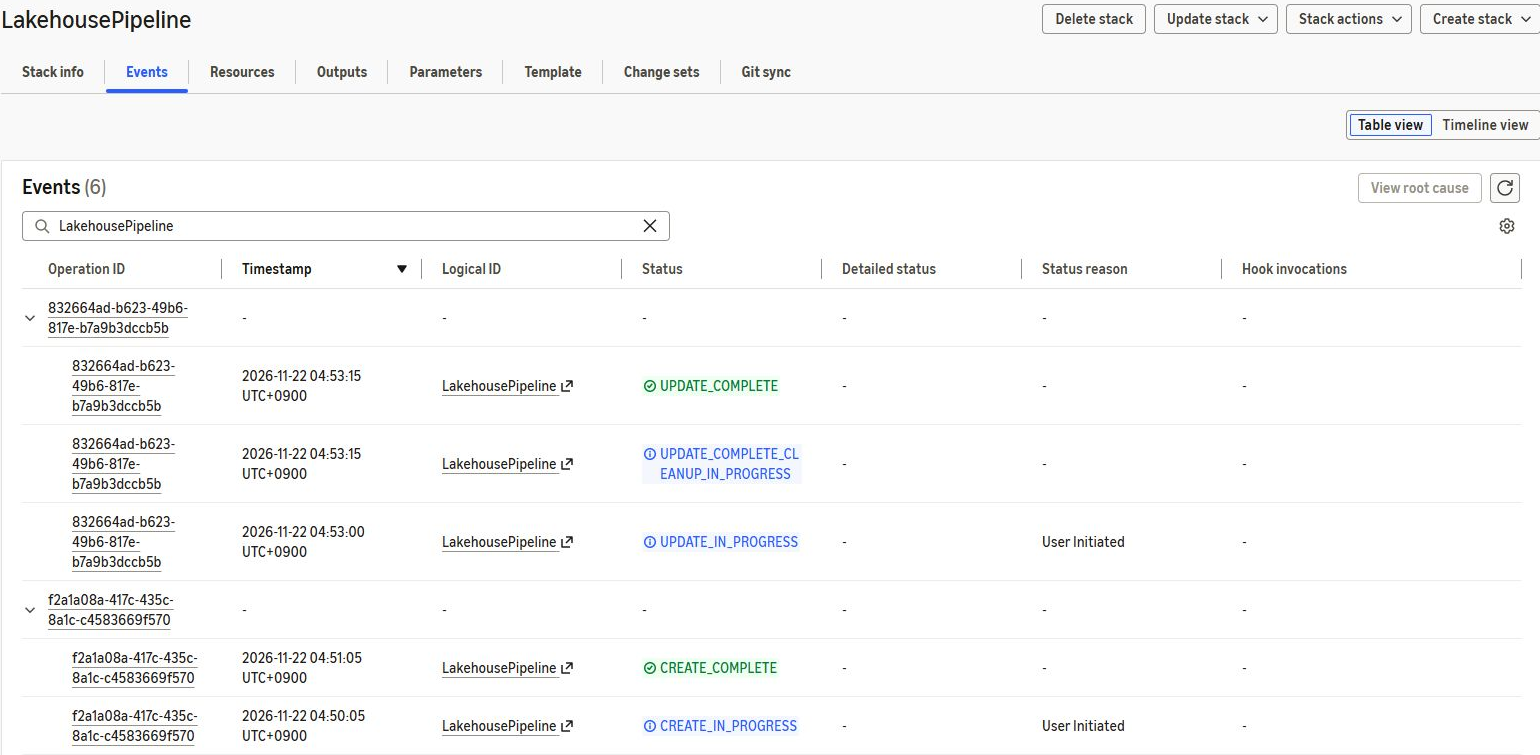 LakehousePipeline
Delete stack
Update stack
Stack actions
Create stack
Stack info
Events
Resources
Outputs
Parameters
Template
Change sets
Git sync
Table view
Timeline view
Events (6)
View root cause
LakehousePipeline
Operation ID
Timestamp
Logical ID
Status
Detailed status
Status reason
Hook invocations
832664ad-b623-49b6-
817e-b7a9b3dccb5b
-
-
-
-
-
-
832664ad-b623-
49b6-817e-
b7a9b3dccb5b
2026-11-22 04:53:15
UTC+0900
LakehousePipeline
UPDATE_COMPLETE
-
-
-
832664ad-b623-
49b6-817e-
b7a9b3dccb5b
2026-11-22 04:53:15
UTC+0900
LakehousePipeline
UPDATE_COMPLETE_CL
EANUP_IN_PROGRESS
-
-
-
832664ad-b623-
49b6-817e-
b7a9b3dccb5b
2026-11-22 04:53:00
UTC+0900
LakehousePipeline
UPDATE_IN_PROGRESS
-
User Initiated
-
f2a1a08a-417c-435c-
8a1c-c4583669f570
-
-
-
-
-
-
f2a1a08a-417c-435c-
8a1c-c4583669f570
2026-11-22 04:51:05
UTC+0900
LakehousePipeline
CREATE_COMPLETE
-
-
-
f2a1a08a-417c-435c-
8a1c-c4583669f570
2026-11-22 04:50:05
UTC+0900
LakehousePipeline
CREATE_IN_PROGRESS
-
User Initiated
-